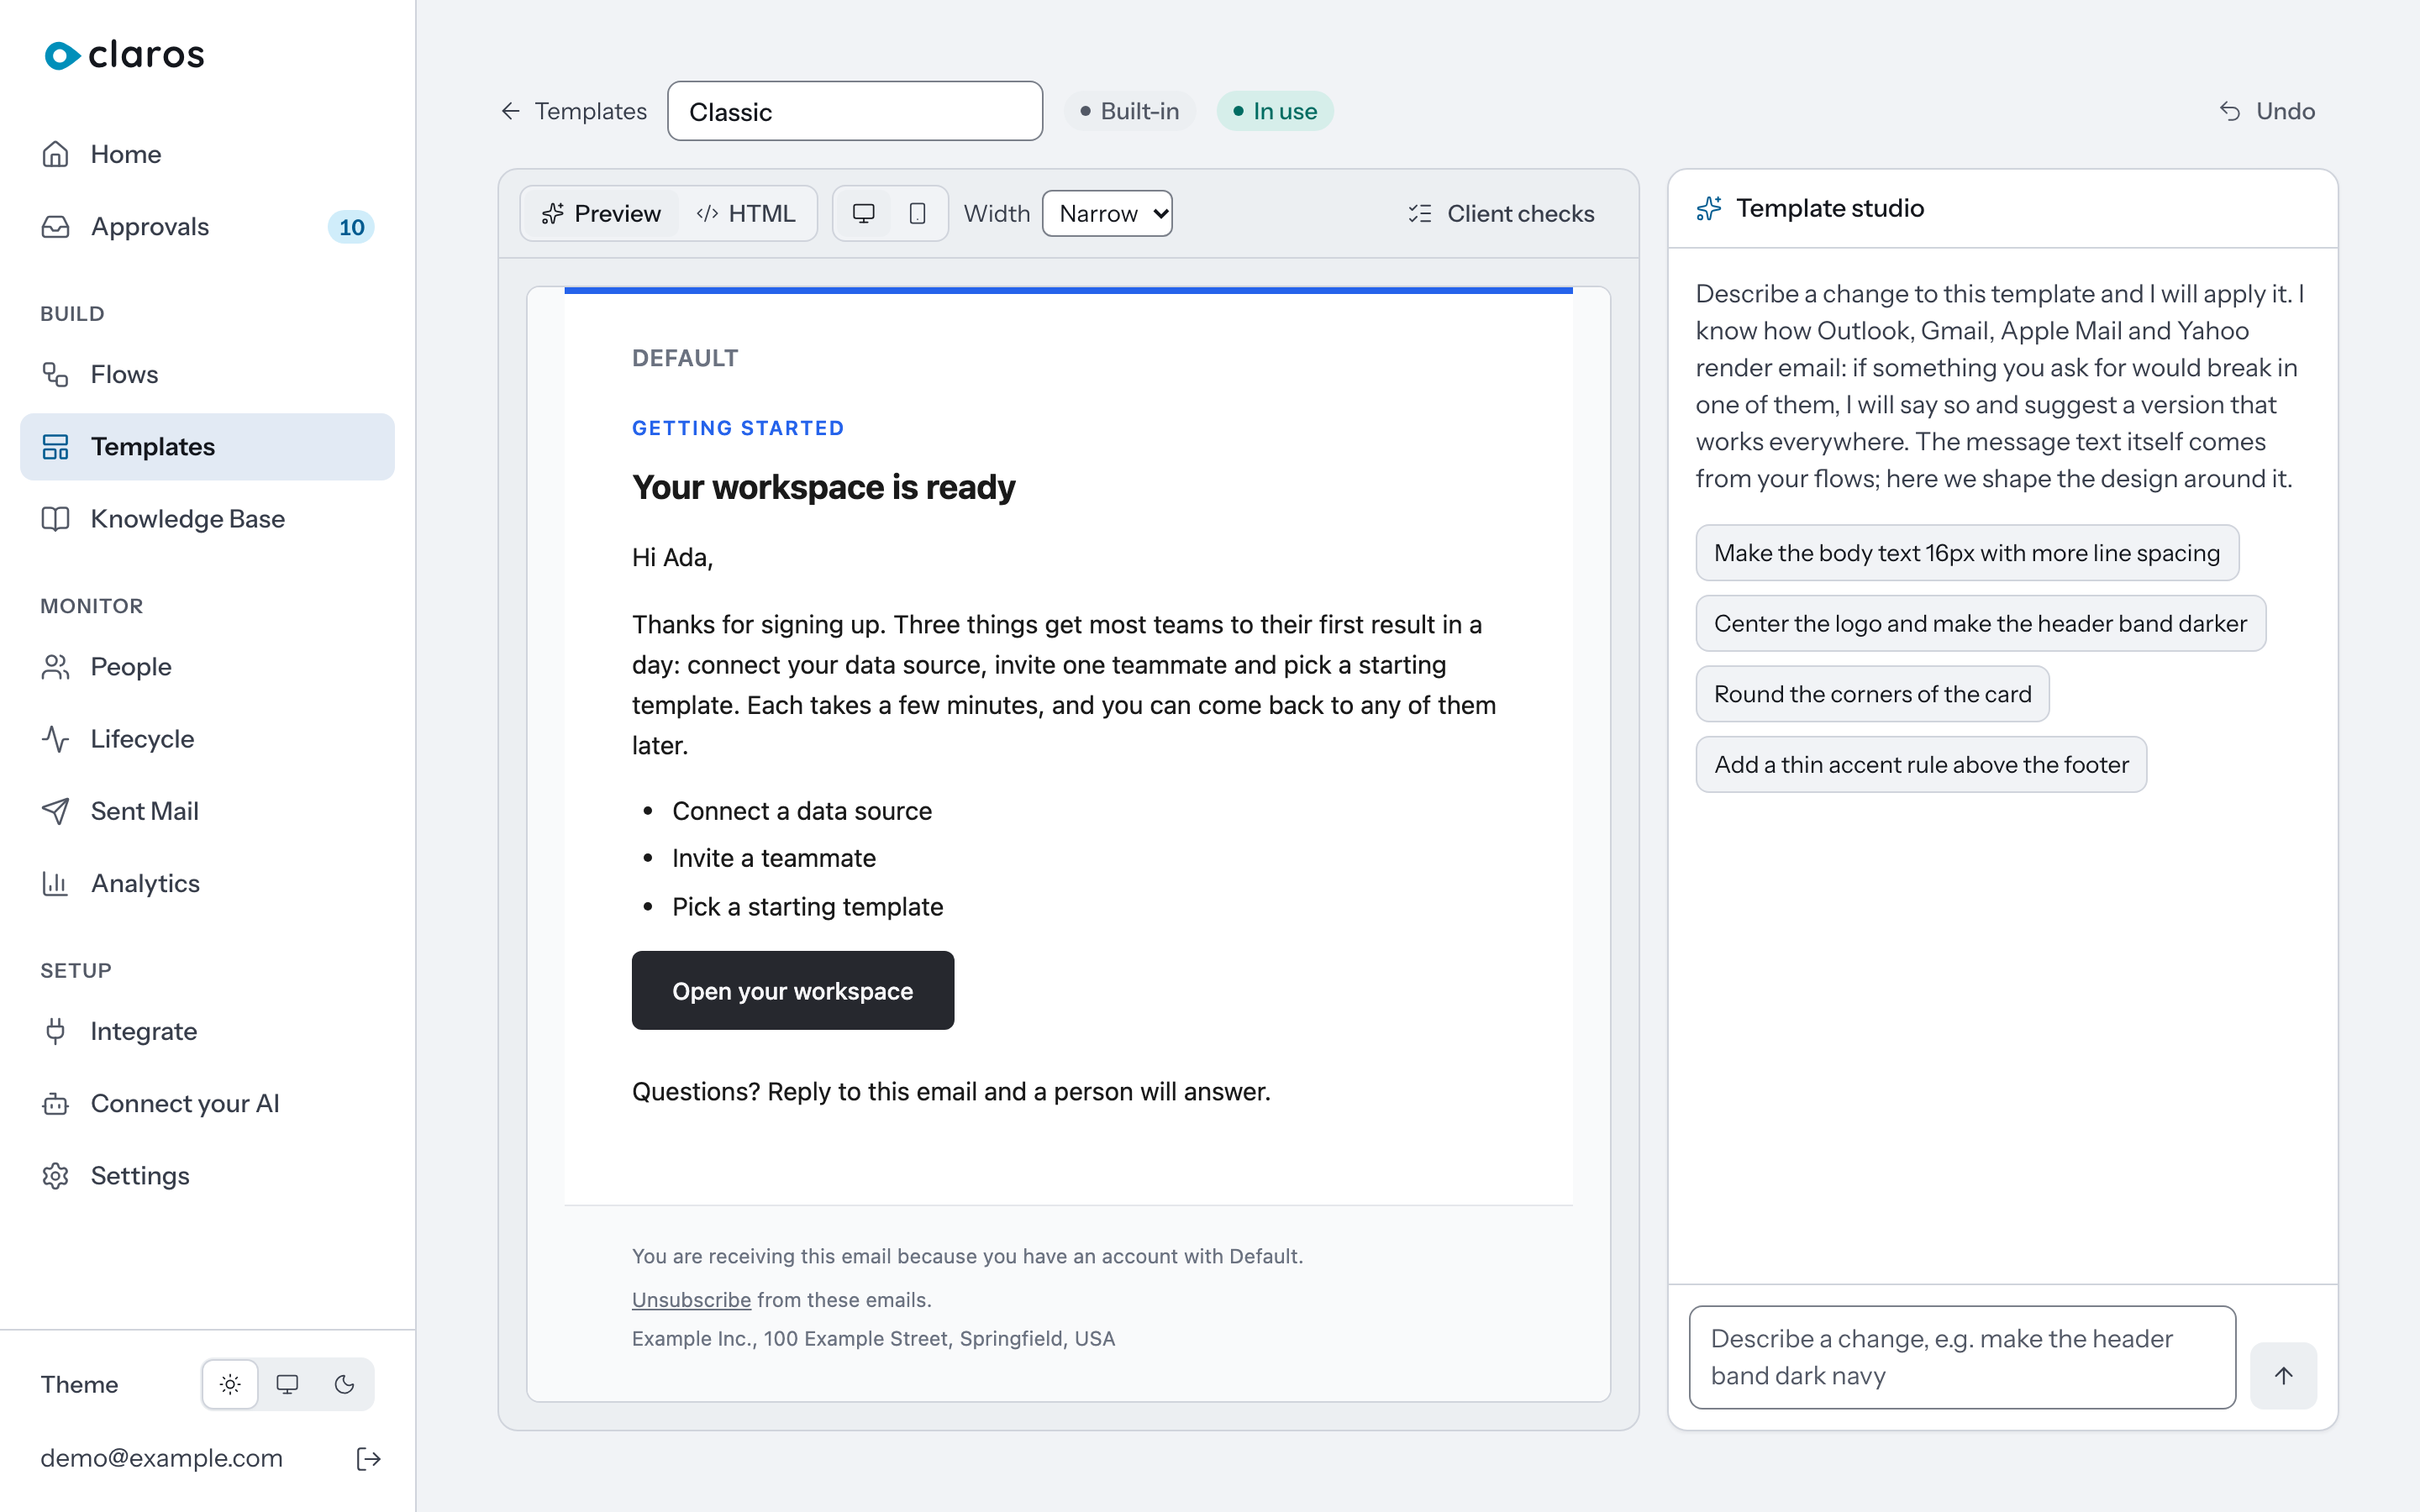 claros
Home
Approvals 10
BUILD
Flows
Templates
Knowledge Base
MONITOR
People
Lifecycle
Sent Mail
Analytics
SETUP
Integrate
Connect your AI
Settings
Theme
demo@example.com
Templates Classic Built-in In use Undo
Preview HTML Width Narrow Client checks
DEFAULT
GETTING STARTED
Your workspace is ready
Hi Ada,
Thanks for signing up. Three things get most teams to their first result in a
day: connect your data source, invite one teammate and pick a starting
template. Each takes a few minutes, and you can come back to any of them
later.
• Connect a data source
• Invite a teammate
• Pick a starting template
Open your workspace
Questions? Reply to this email and a person will answer.
You are receiving this email because you have an account with Default.
Unsubscribe from these emails.
Example Inc., 100 Example Street, Springfield, USA
Template studio
Describe a change to this template and I will apply it. I
know how Outlook, Gmail, Apple Mail and Yahoo
render email: if something you ask for would break in
one of them, I will say so and suggest a version that
works everywhere. The message text itself comes
from your flows; here we shape the design around it.
Make the body text 16px with more line spacing
Center the logo and make the header band darker
Round the corners of the card
Add a thin accent rule above the footer
Describe a change, e.g. make the header
band dark navy